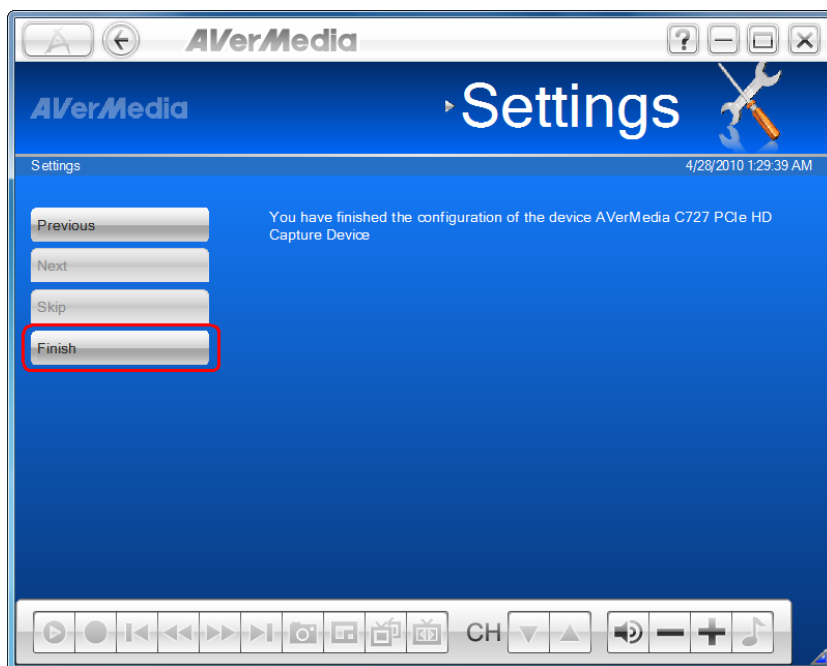 AVerMedia
?
AVerMedia
Settings
Settings
4/28/2010 1:29:39 AM
Previous
Next
Skip
Finish
You have finished the configuration of the device AVerMedia C727 PCIe HD
Capture Device
CH